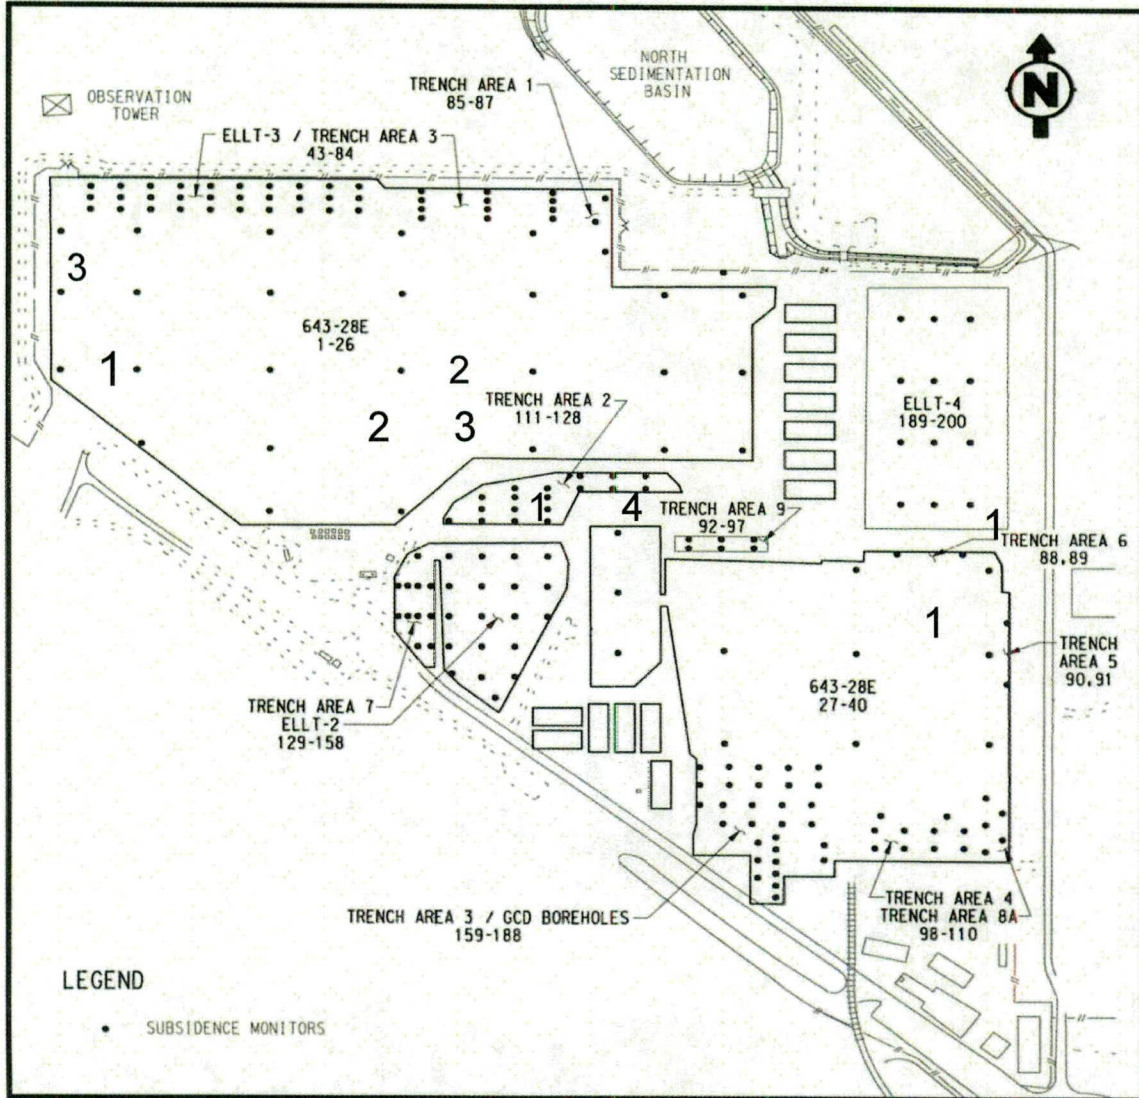 NORTH
SEDIMENTATION
BASIN
N
OBSERVATION
TOWER
TRENCH AREA 1
85-87
ELLT-3 / TRENCH AREA 3
43-84
3
643-28E
1-26
1
2
2
3
TRENCH AREA 2
111-128
ELLT-4
189-200
1
4
TRENCH AREA 9
92-97
1
TRENCH AREA 6
88,89
1
TRENCH
AREA 5
90,91
643-28E
27-40
TRENCH AREA 7
ELLT-2
129-158
TRENCH AREA 3 / GCD BOREHOLES
159-188
TRENCH AREA 4
TRENCH AREA 8A
98-110
LEGEND
SUBSIDENCE MONITORS